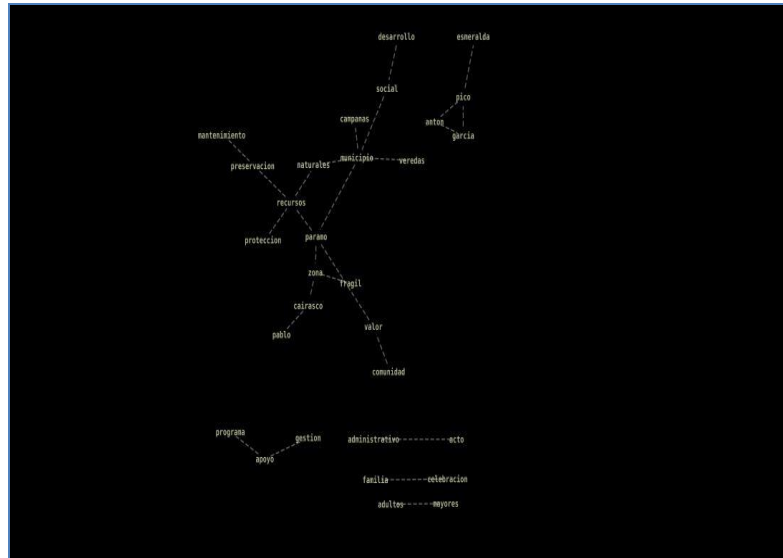 desarrollo
esmeralda
social
pico
campanas
anton
garcia
mantenimiento
municipio
veredas
naturales
preservacion
recursos
paramo
proteccion
zona
fragil
cairasco
valor
pablo
comunidad
programa
gestion
administrativo
acto
apoyo
familia
celebracion
adultos
mayores